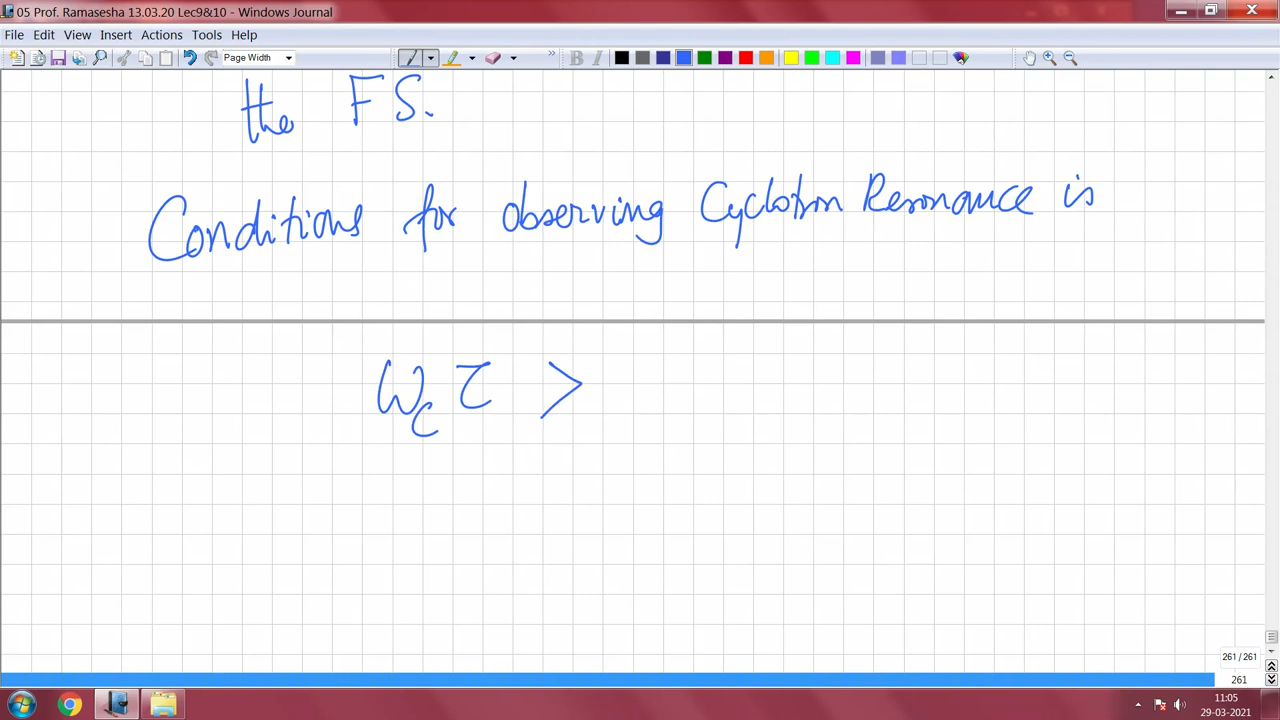 05 Prof. Ramasesha 13.03.20 Lec9&10 - Windows Journal
File Edit View Insert Actions Tools Help
Page Width
the FS.
Conditions for observing Cyclotron Resonance is
ω_c τ >
261 / 261
261
11:05
29-03-2021